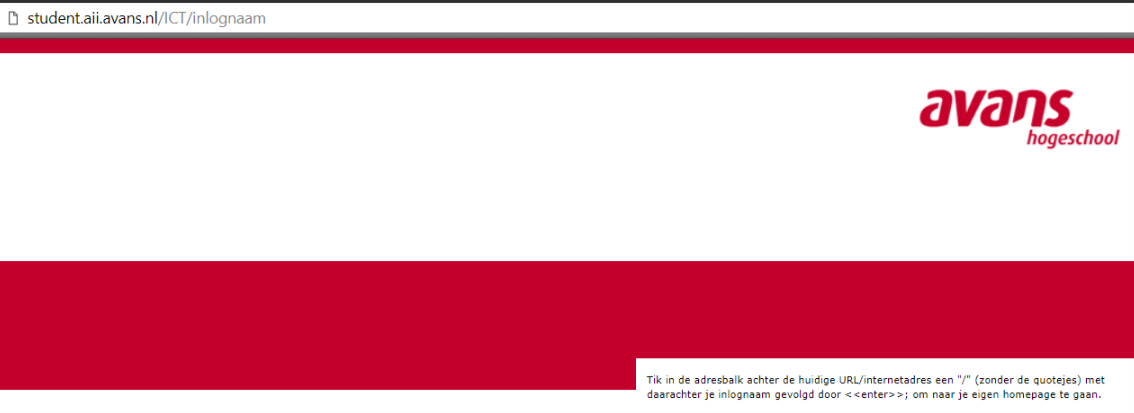 student.aii.avans.nl/ICT/inlognaam
avans
hogeschool
Tik in de adresbalk achter de huidige URL/internetadres een "/" (zonder de quotejes) met
daarachter je inlognaam gevolgd door <<enter>>; om naar je eigen homepage te gaan.